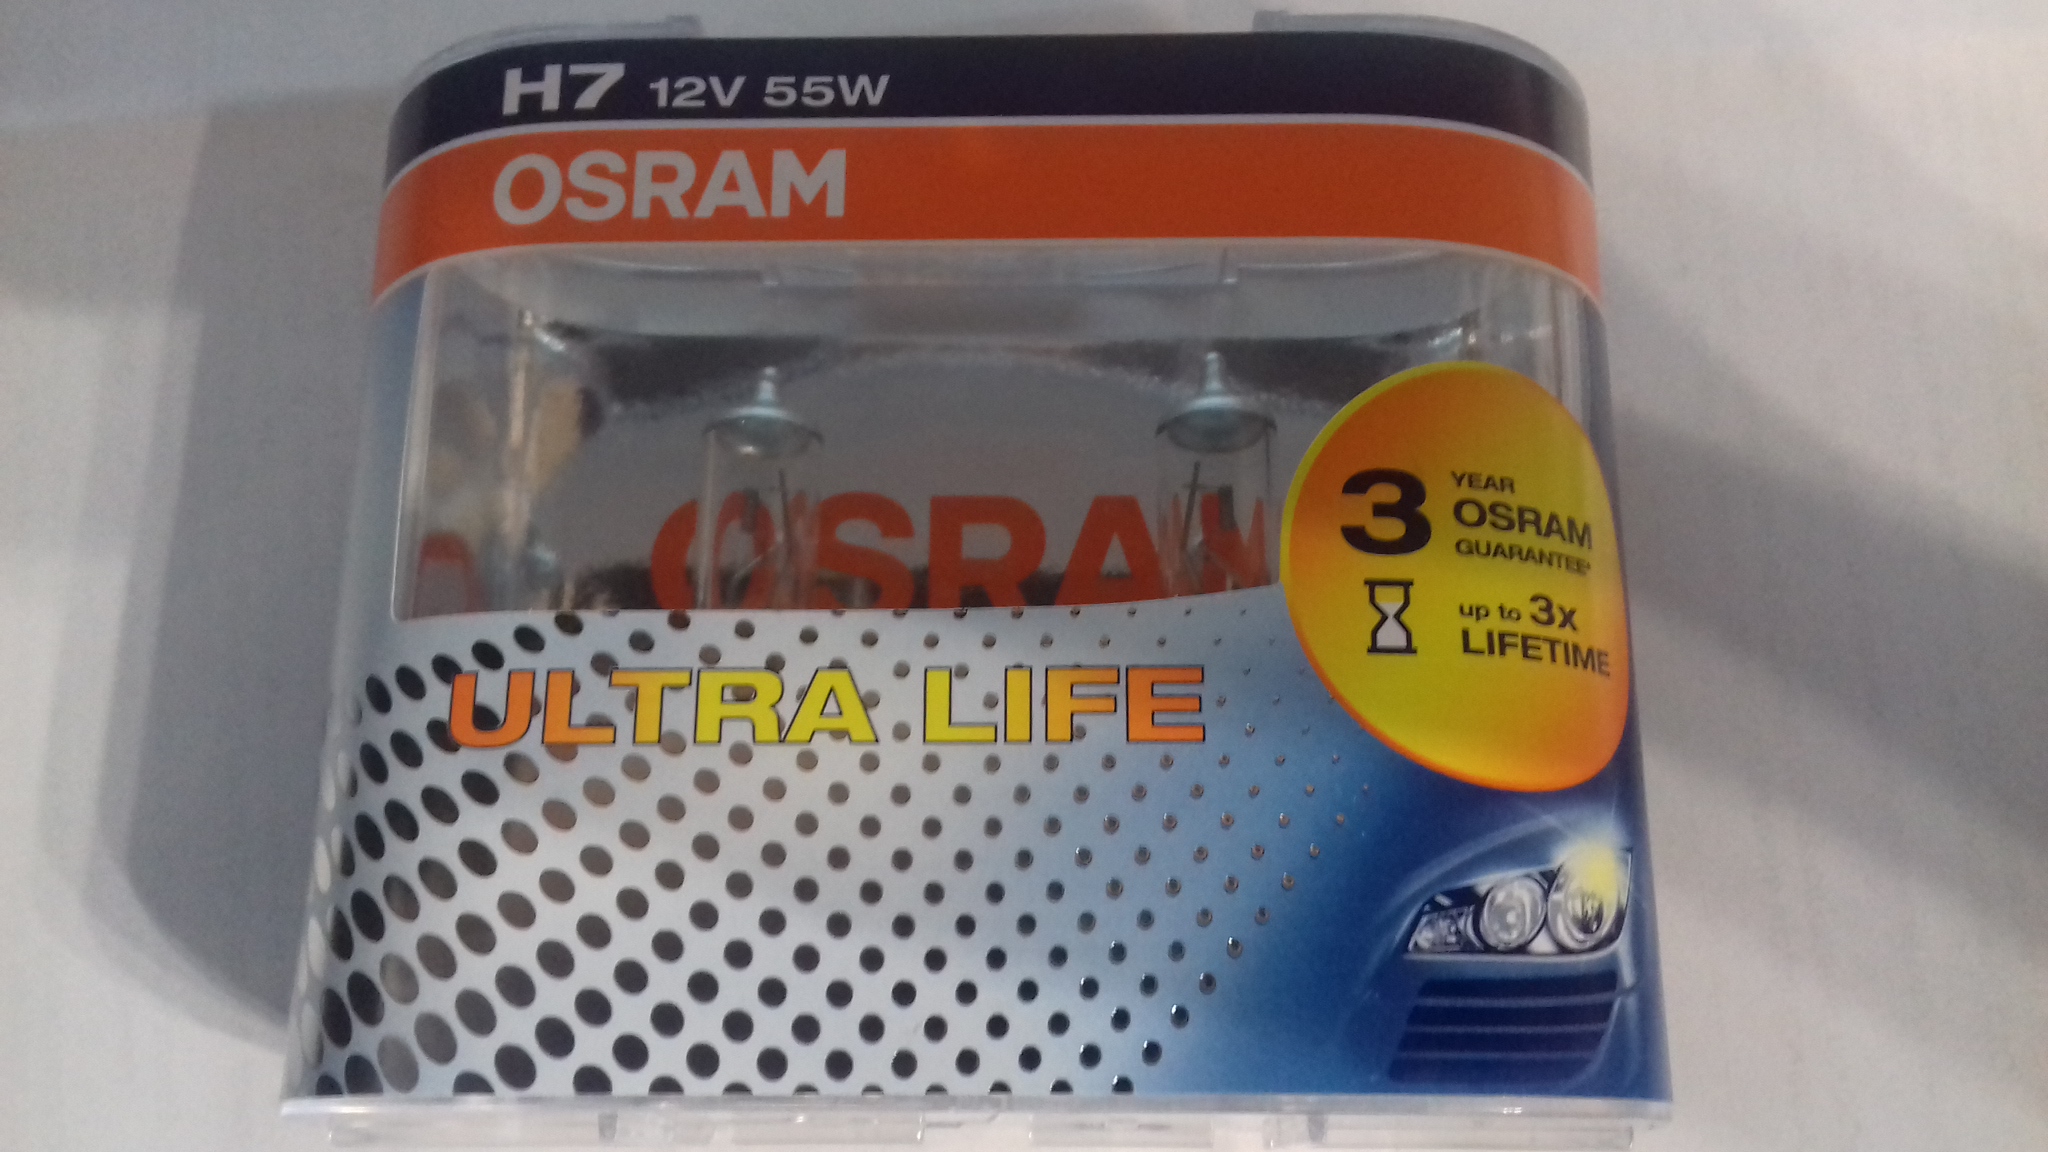 H7 12V 55W
OSRAM
OSRAM
3 YEAR
OSRAM
GUARANTEE*
up to 3x
LIFETIME
ULTRA LIFE